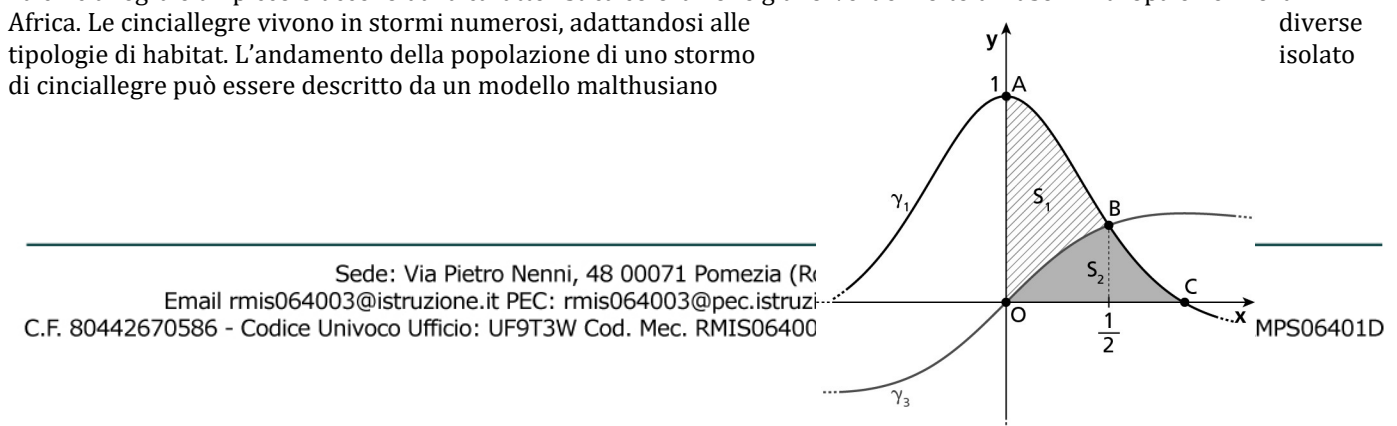 Africa. Le cinciallegre vivono in stormi numerosi, adattandosi alle diverse
tipologie di habitat. L'andamento della popolazione di uno stormo isolato
di cinciallegre può essere descritto da un modello malthusiano
y
1 A
γ1
S1
B
S2
C
O
1/2
x
γ3
Sede: Via Pietro Nenni, 48 00071 Pomezia
Email rmis064003@istruzione.it PEC: rmis064003@pec.istruzi
C.F. 80442670586 - Codice Univoco Ufficio: UF9T3W Cod. Mec. RMIS06400 MPS06401D